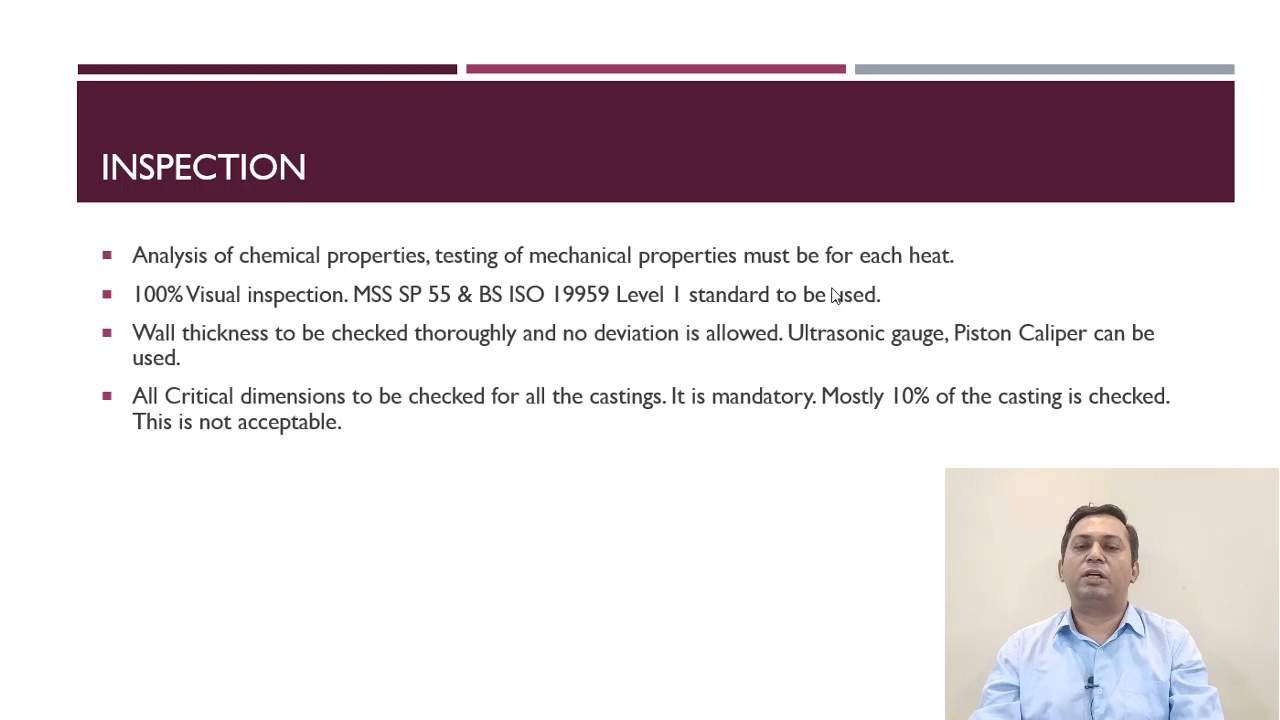 INSPECTION
Analysis of chemical properties, testing of mechanical properties must be for each heat.
100% Visual inspection. MSS SP 55 & BS ISO 19959 Level 1 standard to be used.
Wall thickness to be checked thoroughly and no deviation is allowed. Ultrasonic gauge, Piston Caliper can be
used.
All Critical dimensions to be checked for all the castings. It is mandatory. Mostly 10% of the casting is checked.
This is not acceptable.